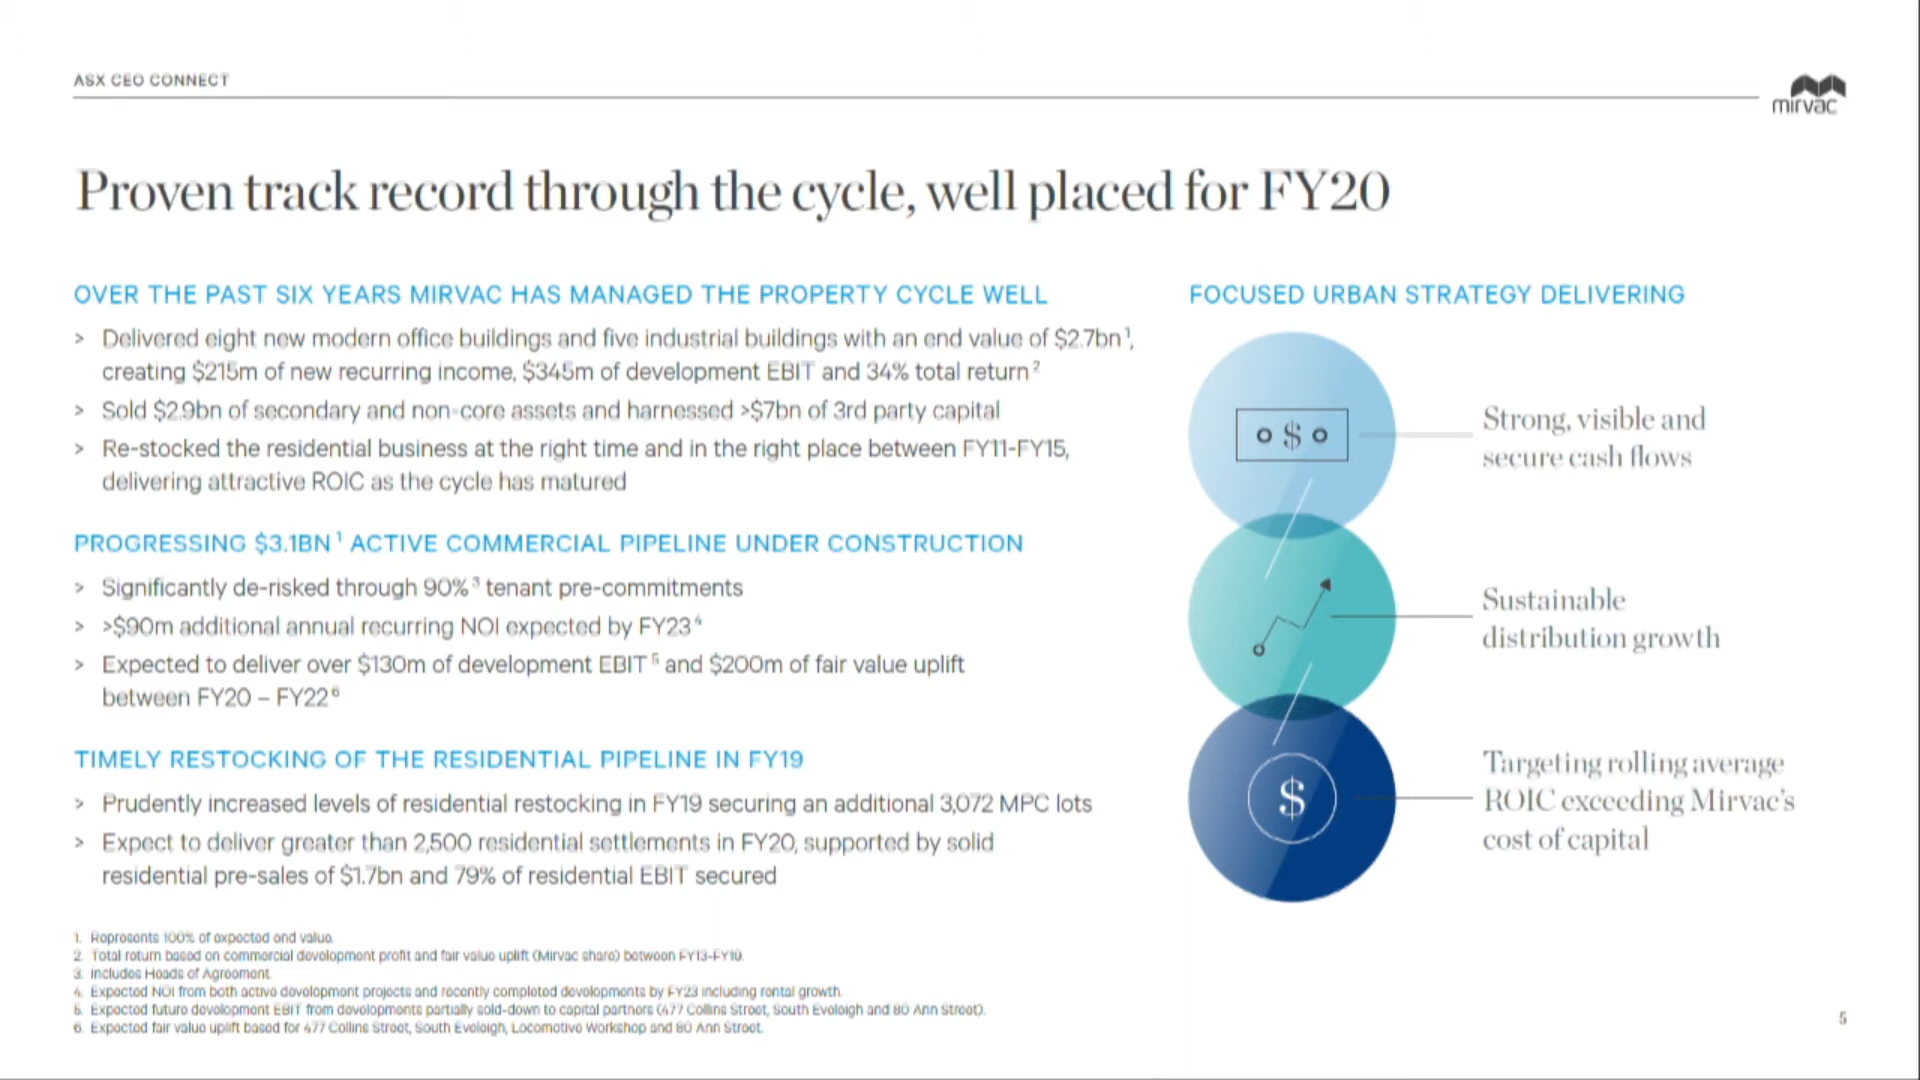 ASX CEO CONNECT
mirvac
Proven track record through the cycle, well placed for FY20
OVER THE PAST SIX YEARS MIRVAC HAS MANAGED THE PROPERTY CYCLE WELL
> Delivered eight new modern office buildings and five industrial buildings with an end value of $2.7bn¹,
creating $215m of new recurring income, $345m of development EBIT and 34% total return²
> Sold $2.9bn of secondary and non-core assets and harnessed >$7bn of 3rd party capital
> Re-stocked the residential business at the right time and in the right place between FY11-FY15,
delivering attractive ROIC as the cycle has matured
PROGRESSING $3.1BN¹ ACTIVE COMMERCIAL PIPELINE UNDER CONSTRUCTION
> Significantly de-risked through 90%³ tenant pre-commitments
> >$90m additional annual recurring NOI expected by FY23⁴
> Expected to deliver over $130m of development EBIT⁵ and $200m of fair value uplift
between FY20 – FY22⁶
TIMELY RESTOCKING OF THE RESIDENTIAL PIPELINE IN FY19
> Prudently increased levels of residential restocking in FY19 securing an additional 3,072 MPC lots
> Expect to deliver greater than 2,500 residential settlements in FY20, supported by solid
residential pre-sales of $1.7bn and 79% of residential EBIT secured
FOCUSED URBAN STRATEGY DELIVERING
$
Strong, visible and
secure cash flows
Sustainable
distribution growth
$
Targeting rolling average
ROIC exceeding Mirvac's
cost of capital
1. Represents 100% of expected end value.
2. Total return based on commercial development profit and fair value uplift (Mirvac share) between FY13-FY19.
3. Includes Heads of Agreement.
4. Expected NOI from both active development projects and recently completed developments by FY23 including rental growth.
5. Expected future development EBIT from developments partially sold-down to capital partners (477 Collins Street, South Eveleigh and 80 Ann Street).
6. Expected fair value uplift based for 477 Collins Street, South Eveleigh, Locomotive Workshop and 80 Ann Street.
5